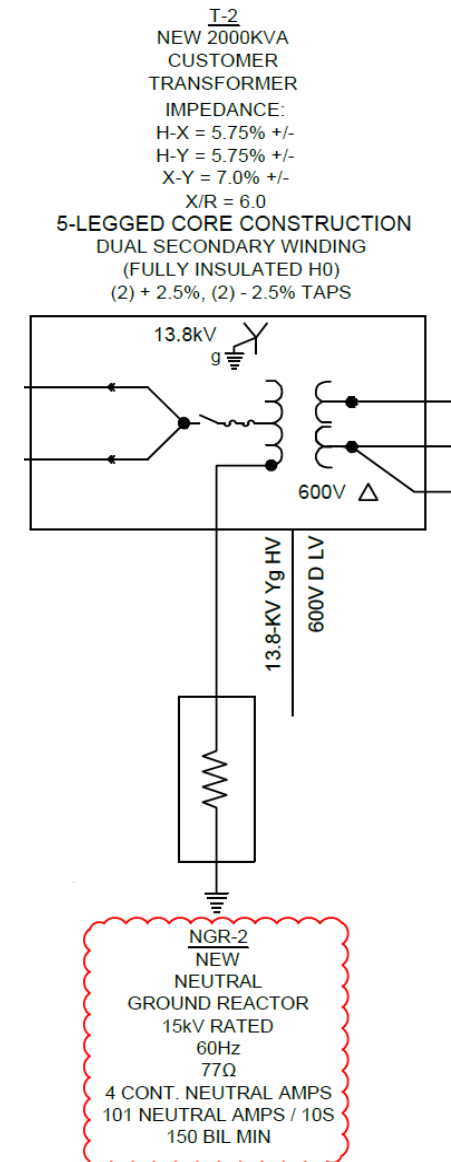 T-2
NEW 2000KVA
CUSTOMER
TRANSFORMER
IMPEDANCE:
H-X = 5.75% +/-
H-Y = 5.75% +/-
X-Y = 7.0% +/-
X/R = 6.0
5-LEGGED CORE CONSTRUCTION
DUAL SECONDARY WINDING
(FULLY INSULATED H0)
(2) + 2.5%, (2) - 2.5% TAPS
13.8kV
g
600V
13.8-KV Yg HV
600V D LV
NGR-2
NEW
NEUTRAL
GROUND REACTOR
15kV RATED
60Hz
77Ω
4 CONT. NEUTRAL AMPS
101 NEUTRAL AMPS / 10S
150 BIL MIN